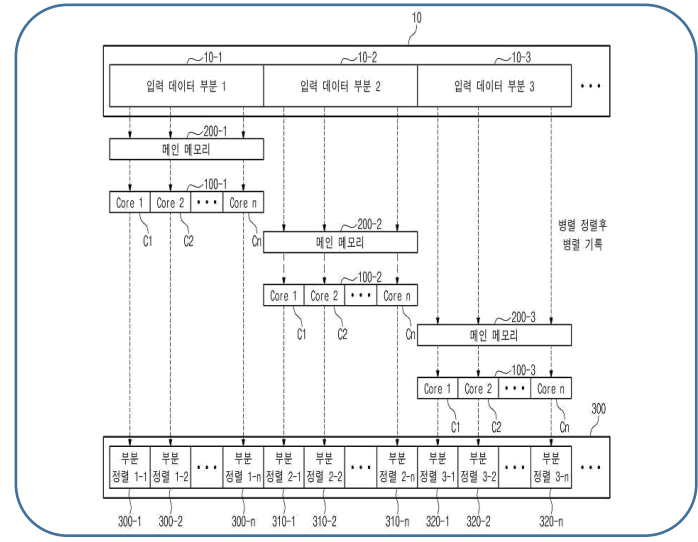 10
10-1 10-2 10-3
입력 데이터 부분 1 입력 데이터 부분 2 입력 데이터 부분 3 •••
200-1
메인 메모리
100-1
Core 1 Core 2 ••• Core n
C1 C2 Cn
200-2
메인 메모리
100-2
Core 1 Core 2 ••• Core n
C1 C2 Cn
병렬 정렬후
병렬 기록
200-3
메인 메모리
100-3
Core 1 Core 2 ••• Core n
C1 C2 Cn
300
부분 부분 부분 부분 부분 부분 부분 부분 부분
정렬 1-1 정렬 1-2 ••• 정렬 1-n 정렬 2-1 정렬 2-2 ••• 정렬 2-n 정렬 3-1 정렬 3-2 ••• 정렬 3-n •••
300-1 300-2 300-n 310-1 310-2 310-n 320-1 320-2 320-n